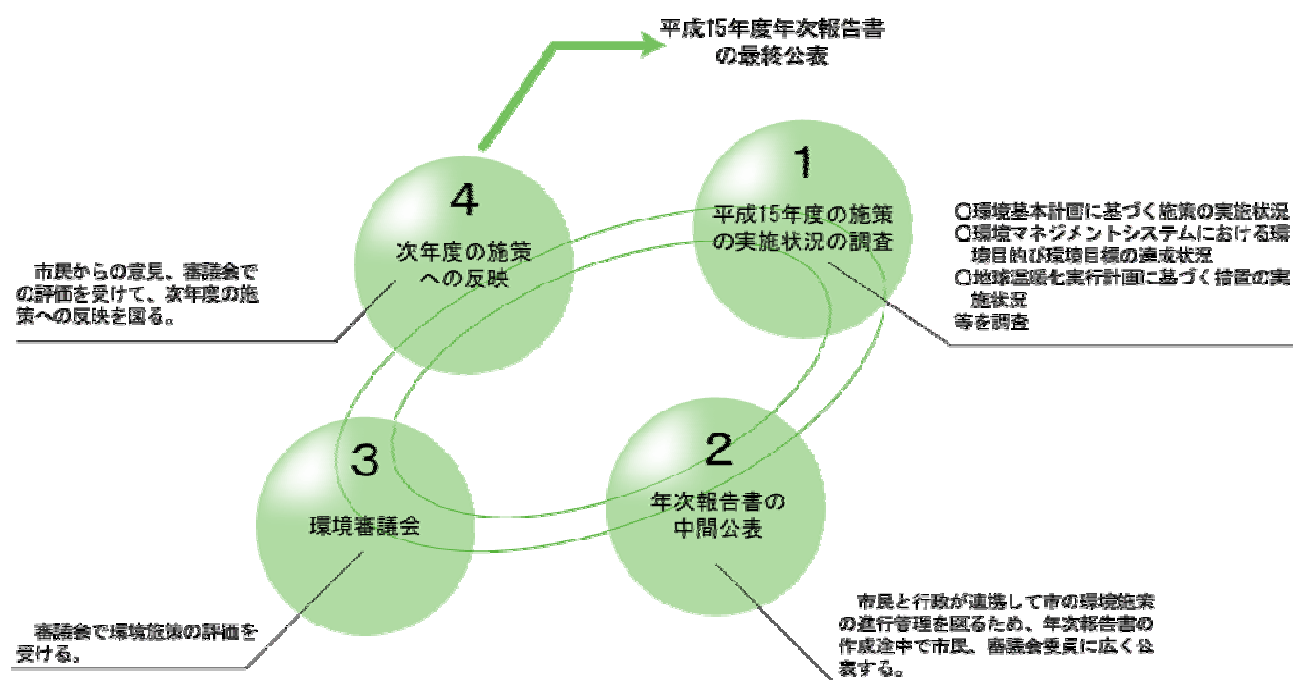 平成15年度年次報告書
の最終公表
1
平成15年度の施策
の実施状況の調査
○環境基本計画に基づく施策の実施状況
○環境マネジメントシステムにおける環
境目的び環境目標の達成状況
○地球温暖化実行計画に基づく措置の実
施状況
等を調査
2
年次報告書の
中間公表
市民と行政が連携して市の環境施策
の進行管理を図るため、年次報告書の
作成途中で市民、審議会委員に広く公
表する。
3
環境審議会
審議会で環境施策の評価を
受ける。
4
次年度の施策
への反映
市民からの意見、審議会で
の評価を受けて、次年度の施
策への反映を図る。